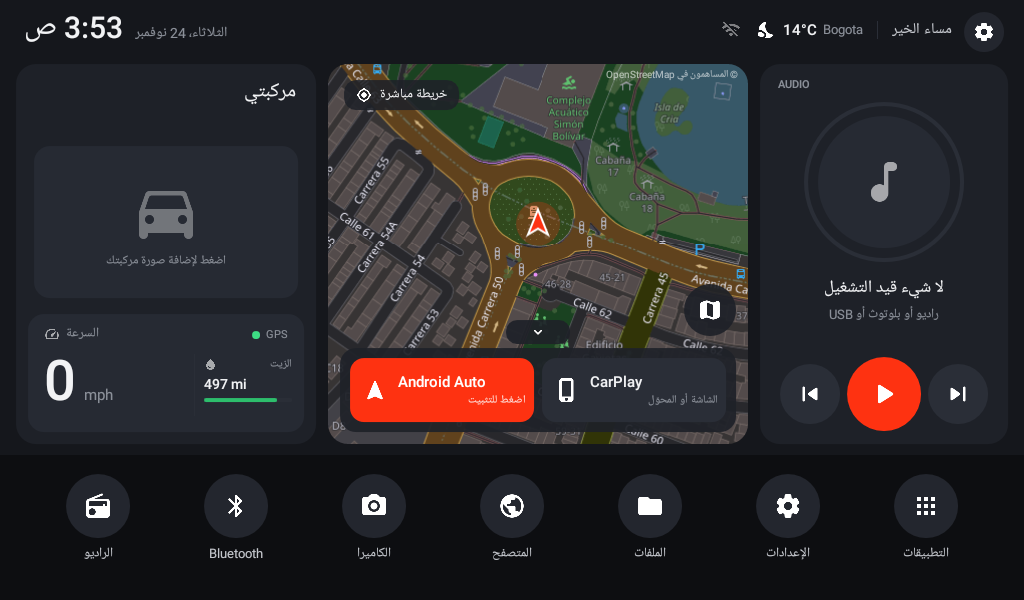 3:53 ص
الثلاثاء، 24 نوفمبر
14°C Bogota
مساء الخير
مركبتي
اضغط لإضافة صورة مركبتك
السرعة
GPS
0 mph
الزيت
497 mi
خريطة مباشرة
© المساهمون في OpenStreetMap
Complejo
Acuático
Simón
Bolívar
Isla de
Cria
Cabaña
17
Cabaña
18
Carrera 55
Calle 61
Carrera 54A
Carrera 54
Carrera 53
Carrera 50
Avenida Ca
45-21
46-28
Carrera 45
Calle 62
Edificio
Calle 60
Android Auto
اضغط للتثبيت
CarPlay
الشاشة أو المحوّل
AUDIO
لا شيء قيد التشغيل
راديو أو بلوتوث أو USB
الراديو
Bluetooth
الكاميرا
المتصفح
الملفات
الإعدادات
التطبيقات